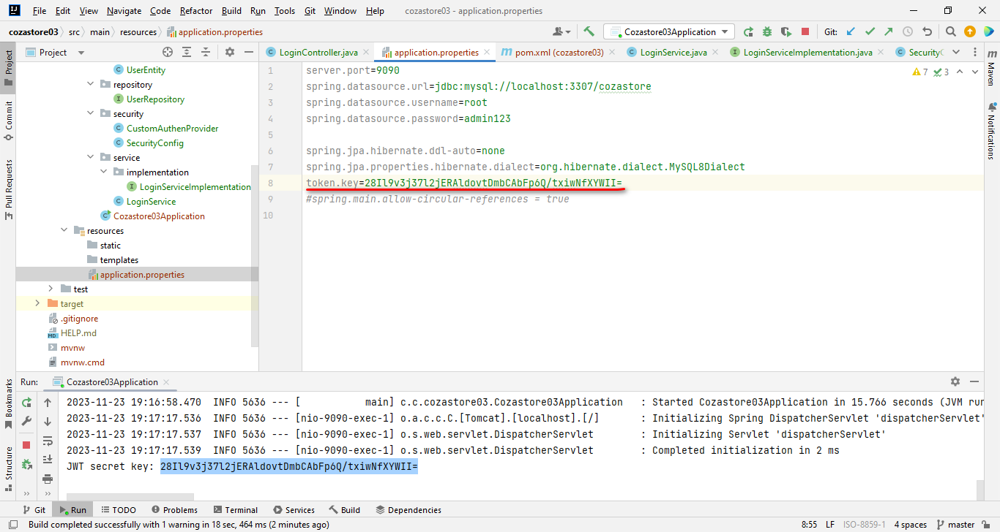 File Edit View Navigate Code Refactor Build Run Tools Git Window Help cozastore03 - application.properties
cozastore03 src main resources application.properties Cozastore03Application Git:
Project LoginController.java application.properties pom.xml (cozastore03) LoginService.java LoginServiceImplementation.java Security
Project
Commit
Pull Requests
Bookmarks
Structure
Maven
Notifications
UserEntity
repository
UserRepository
security
CustomAuthenProvider
SecurityConfig
service
implementation
LoginServiceImplementation
LoginService
Cozastore03Application
resources
static
templates
application.properties
test
target
.gitignore
HELP.md
mvnw
mvnw.cmd
7 3
1 server.port=9090
2 spring.datasource.url=jdbc:mysql://localhost:3307/cozastore
3 spring.datasource.username=root
4 spring.datasource.password=admin123
5
6 spring.jpa.hibernate.ddl-auto=none
7 spring.jpa.properties.hibernate.dialect=org.hibernate.dialect.MySQL8Dialect
8 token.key=28Il9v3j37l2jERAldovtDmbCAbFp6Q/txiwNfXYWII=
9 #spring.main.allow-circular-references = true
10
Run: Cozastore03Application
2023-11-23 19:16:58.470 INFO 5636 --- [ main] c.c.cozastore03.Cozastore03Application : Started Cozastore03Application in 15.766 seconds (JVM run
2023-11-23 19:17:17.536 INFO 5636 --- [nio-9090-exec-1] o.a.c.c.C.[Tomcat].[localhost].[/] : Initializing Spring DispatcherServlet 'dispatcherServlet'
2023-11-23 19:17:17.537 INFO 5636 --- [nio-9090-exec-1] o.s.web.servlet.DispatcherServlet : Initializing Servlet 'dispatcherServlet'
2023-11-23 19:17:17.539 INFO 5636 --- [nio-9090-exec-1] o.s.web.servlet.DispatcherServlet : Completed initialization in 2 ms
JWT secret key: 28Il9v3j37l2jERAldovtDmbCAbFp6Q/txiwNfXYWII=
Git Run TODO Problems Terminal Services Build Dependencies
Build completed successfully with 1 warning in 18 sec, 464 ms (2 minutes ago) 8:55 LF ISO-8859-1 4 spaces master